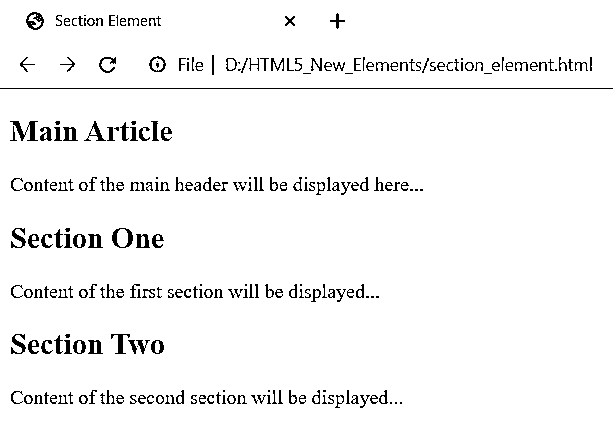 Section Element
File | D:/HTML5_New_Elements/section_element.html
Main Article
Content of the main header will be displayed here...
Section One
Content of the first section will be displayed...
Section Two
Content of the second section will be displayed...